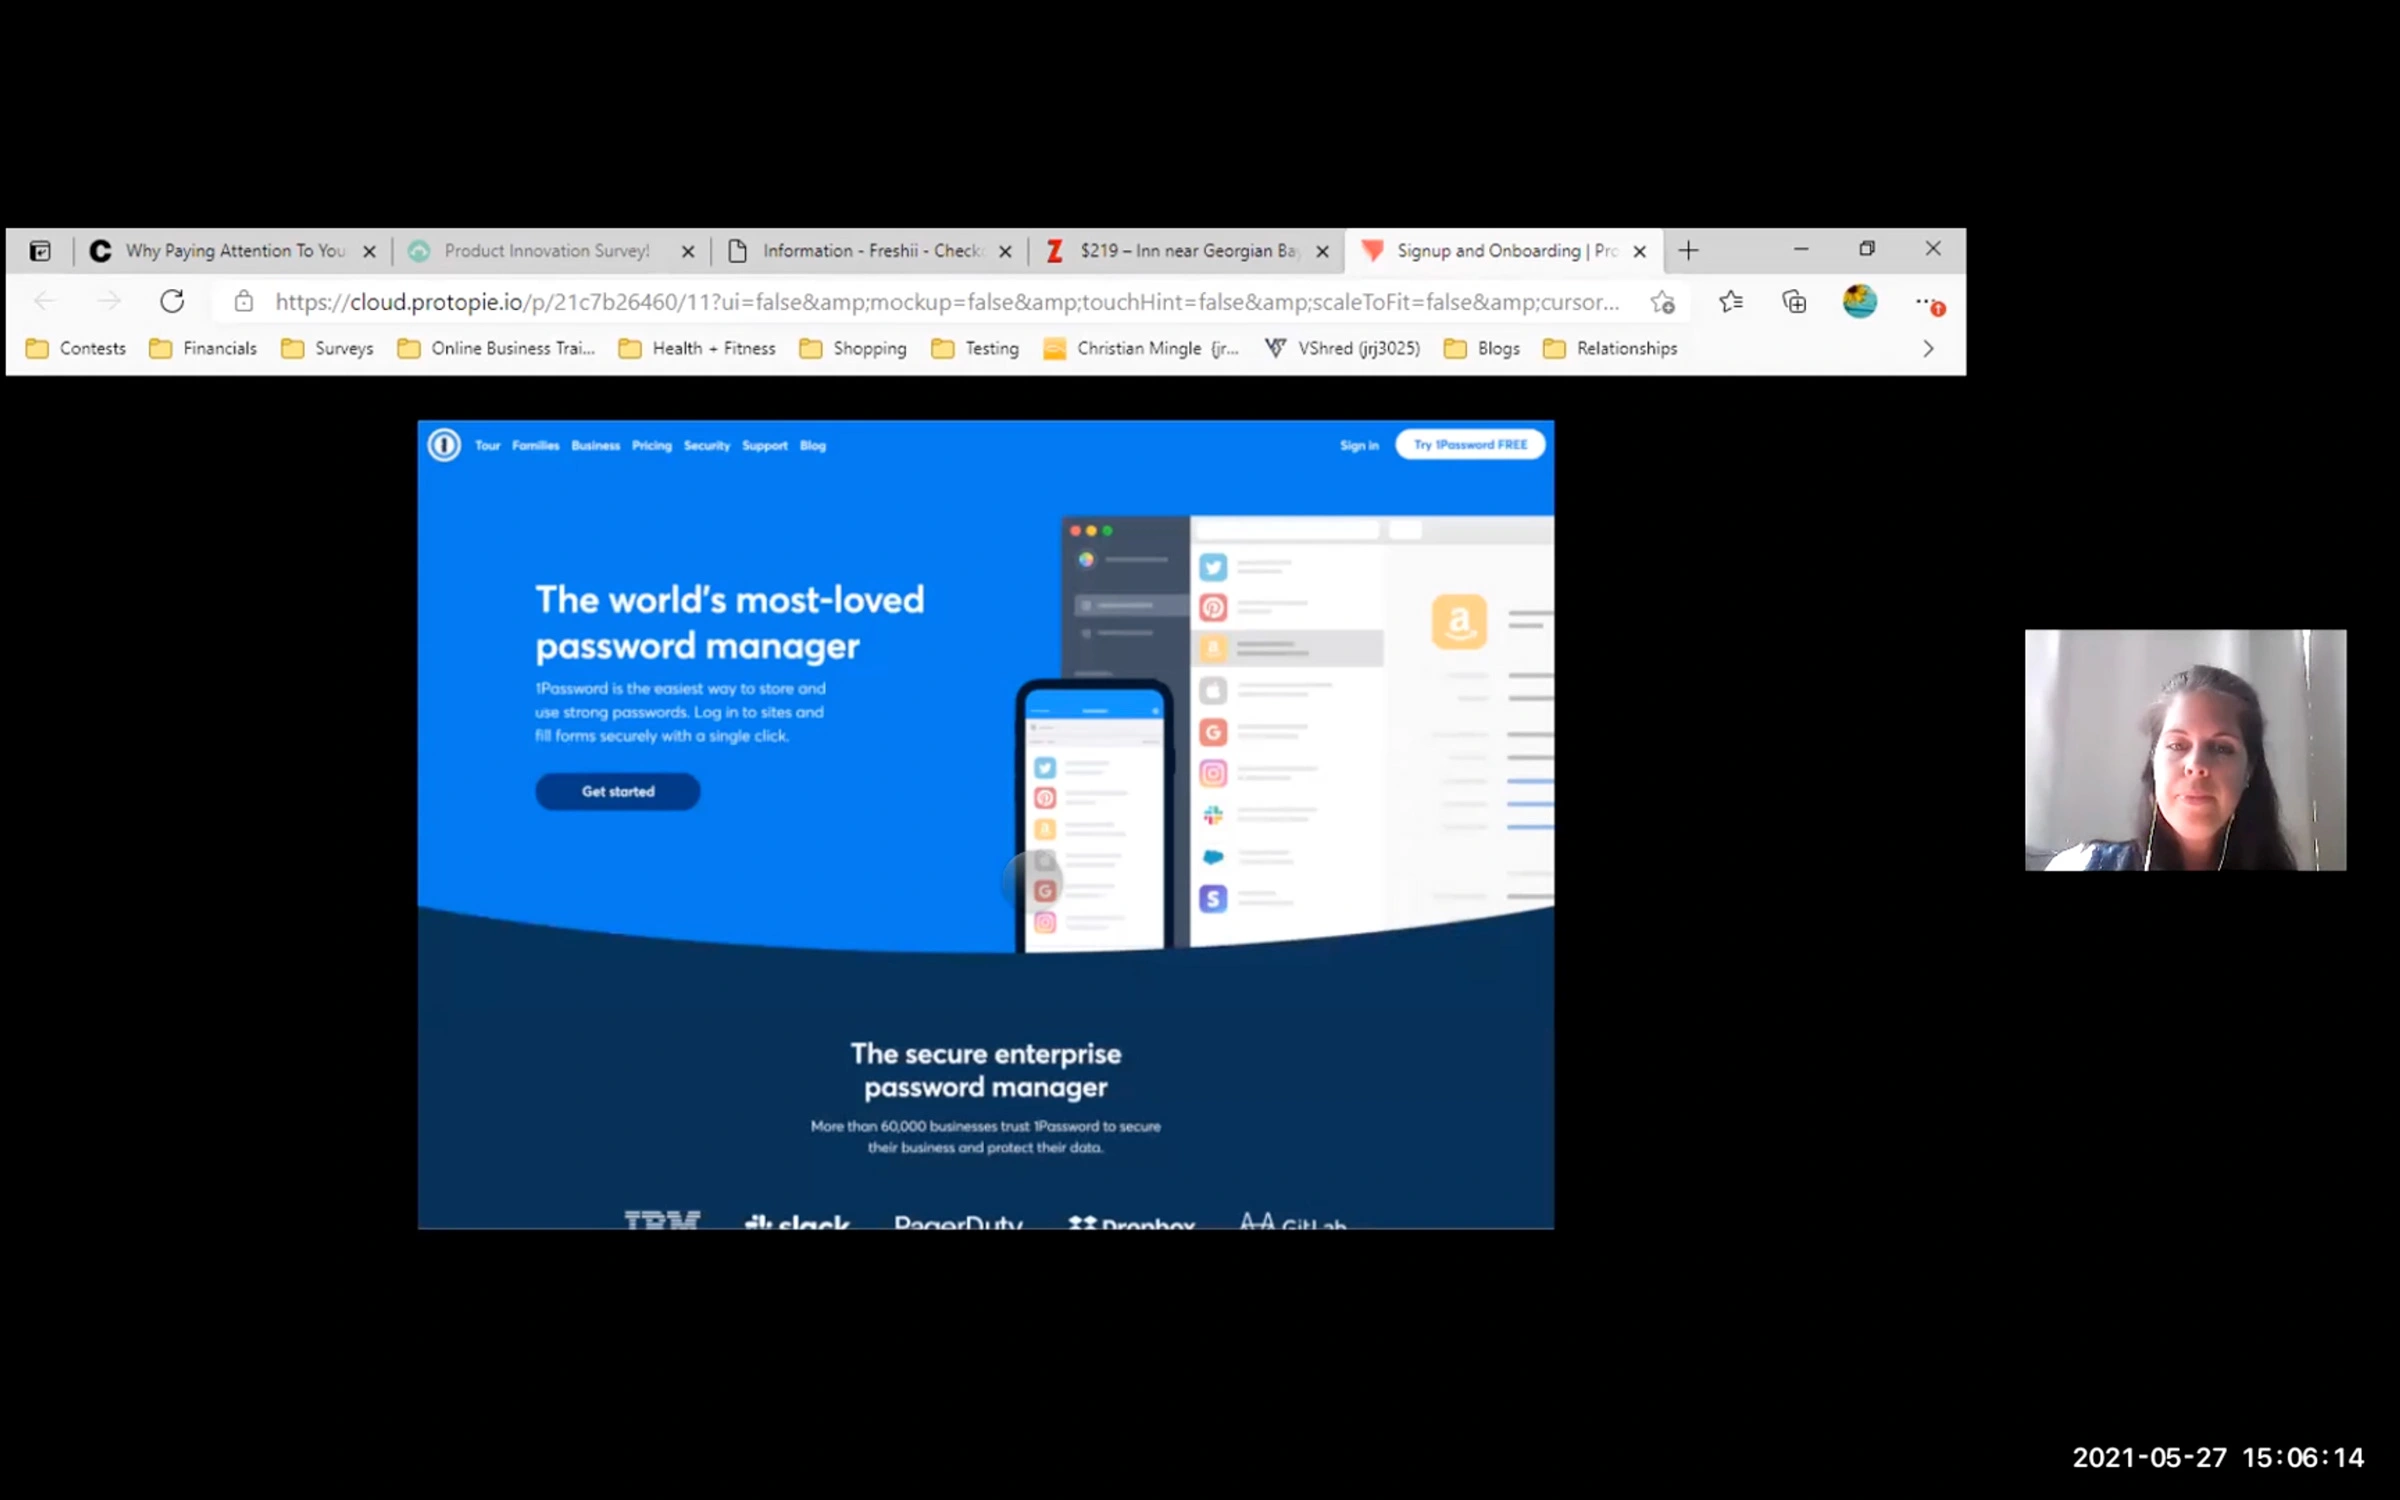 Why Paying Attention To You
Product Innovation Survey!
Information - Freshii - Check
$219 – Inn near Georgian Ba
Signup and Onboarding | Pro
https://cloud.protopie.io/p/21c7b26460/11?ui=false&amp;mockup=false&amp;touchHint=false&amp;scaleToFit=false&amp;cursor...
Contests Financials Surveys Online Business Trai... Health + Fitness Shopping Testing Christian Mingle (jr... VShred (jrj3025) Blogs Relationships
Tour Families Business Pricing Security Support Blog Sign in Try 1Password FREE
The world's most-loved
password manager
1Password is the easiest way to store and
use strong passwords. Log in to sites and
fill forms securely with a single click.
Get started
The secure enterprise
password manager
More than 60,000 businesses trust 1Password to secure
their business and protect their data.
IBM slack PagerDuty Dropbox GitLab
2021-05-27 15:06:14